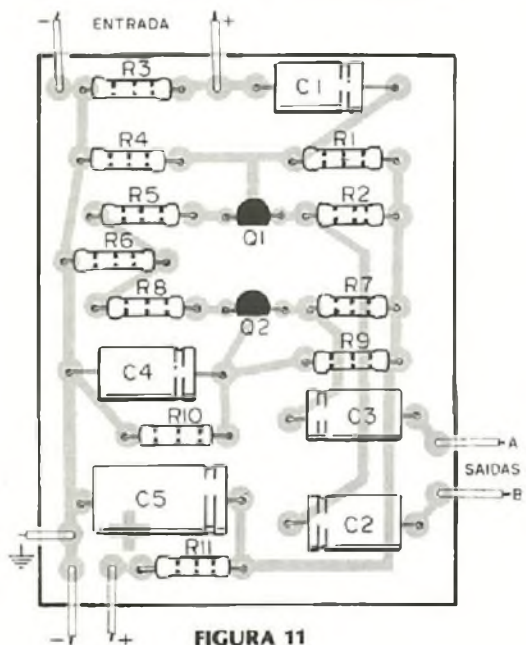 - ENTRADA +
R3 C1
R4 R1
R5 R2
Q1
R6
R8 R7
Q2
R9
C4
C3
R10
A
SAIDAS
B
C5 C2
+
R11
- +
FIGURA 11